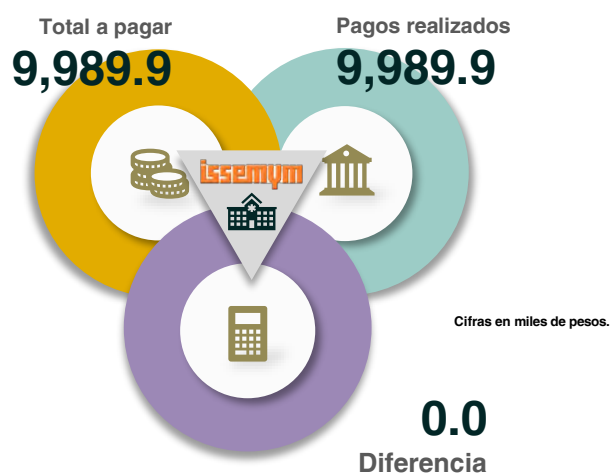 Total a pagar
9,989.9
Pagos realizados
9,989.9
issemym
Cifras en miles de pesos.
0.0
Diferencia